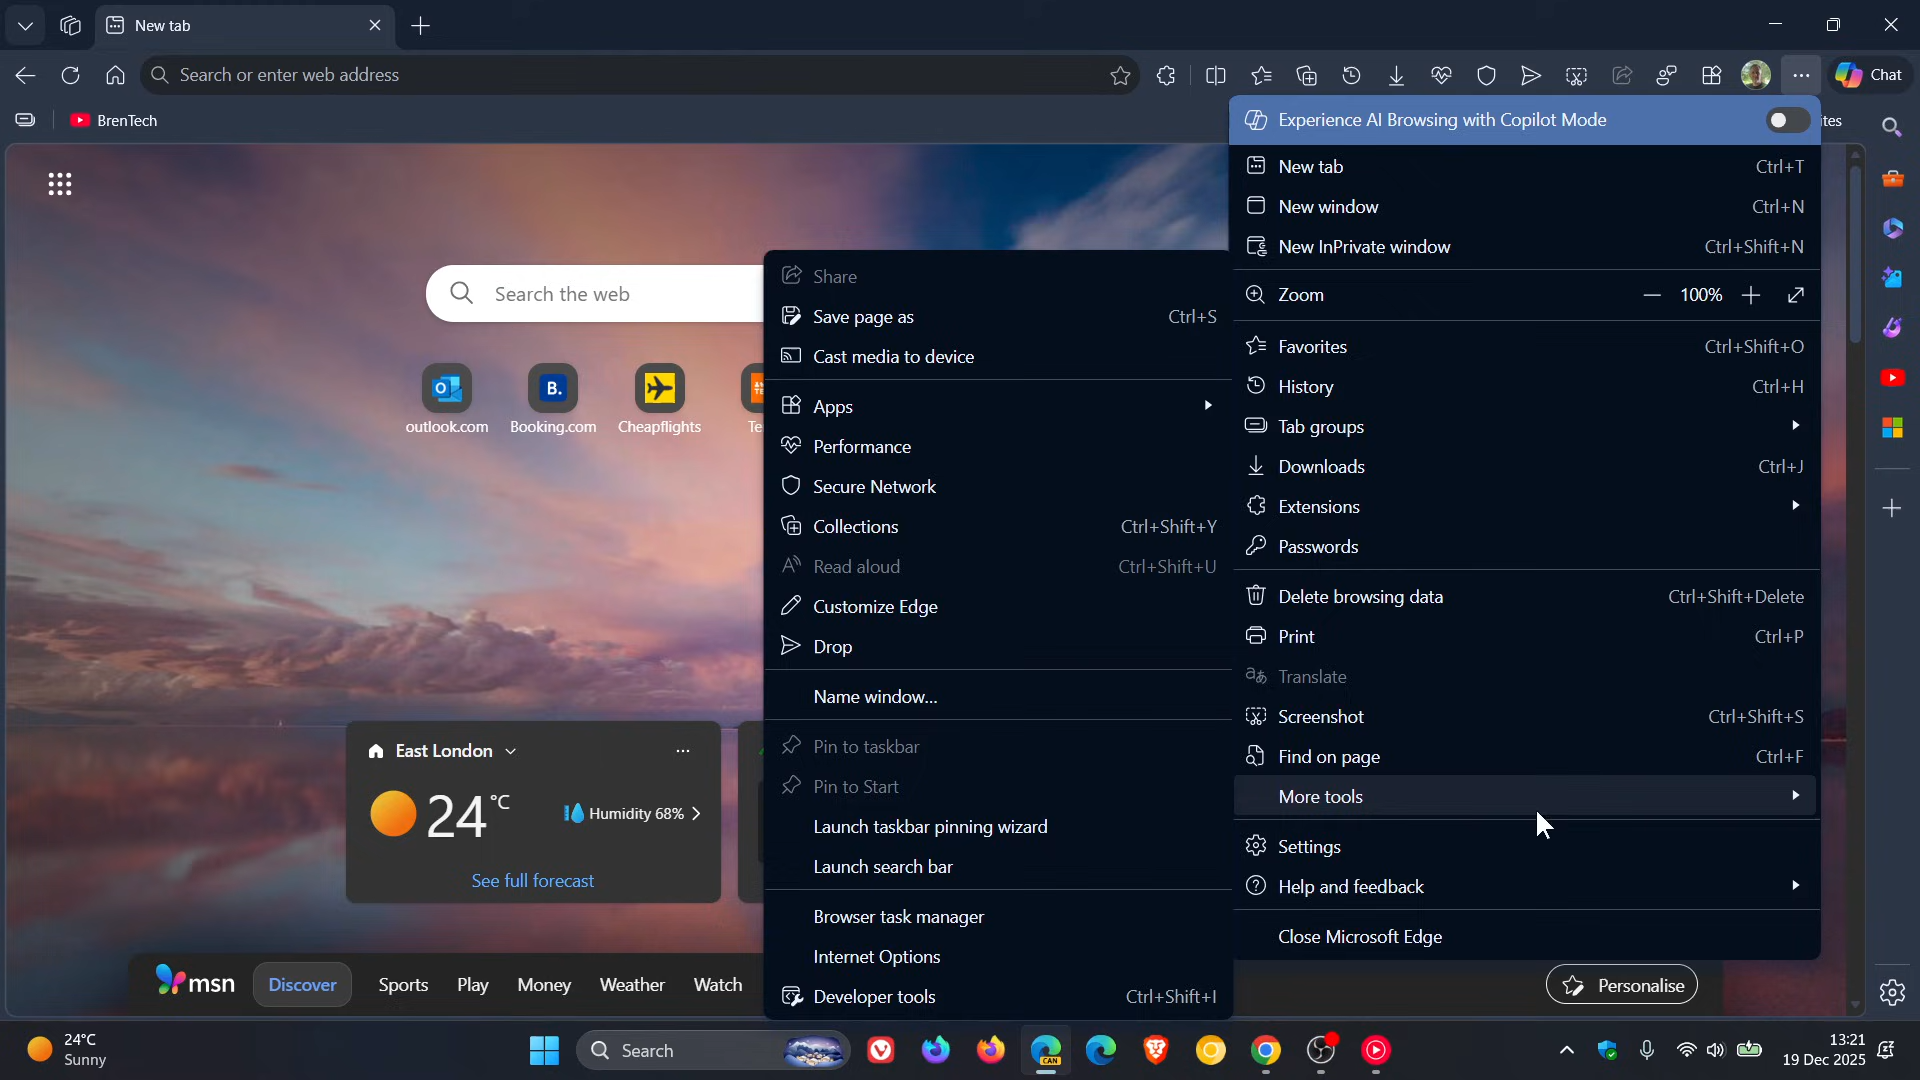 New tab
Search or enter web address
Chat
BrenTech
ites
Experience AI Browsing with Copilot Mode
New tab Ctrl+T
New window Ctrl+N
New InPrivate window Ctrl+Shift+N
Zoom 100%
Favorites Ctrl+Shift+O
History Ctrl+H
Tab groups
Downloads Ctrl+J
Extensions
Passwords
Delete browsing data Ctrl+Shift+Delete
Print Ctrl+P
Translate
Screenshot Ctrl+Shift+S
Find on page Ctrl+F
More tools
Settings
Help and feedback
Close Microsoft Edge
Share
Save page as Ctrl+S
Cast media to device
Apps
Performance
Secure Network
Collections Ctrl+Shift+Y
Read aloud Ctrl+Shift+U
Customize Edge
Drop
Name window...
Pin to taskbar
Pin to Start
Launch taskbar pinning wizard
Launch search bar
Browser task manager
Internet Options
Developer tools Ctrl+Shift+I
Search the web
outlook.com
B.
Booking.com
Cheapflights
Te
East London
24 °C
Humidity 68%
See full forecast
msn
Discover
Sports
Play
Money
Weather
Watch
Personalise
24°C
Sunny
Search
CAN
13:21
19 Dec 2025